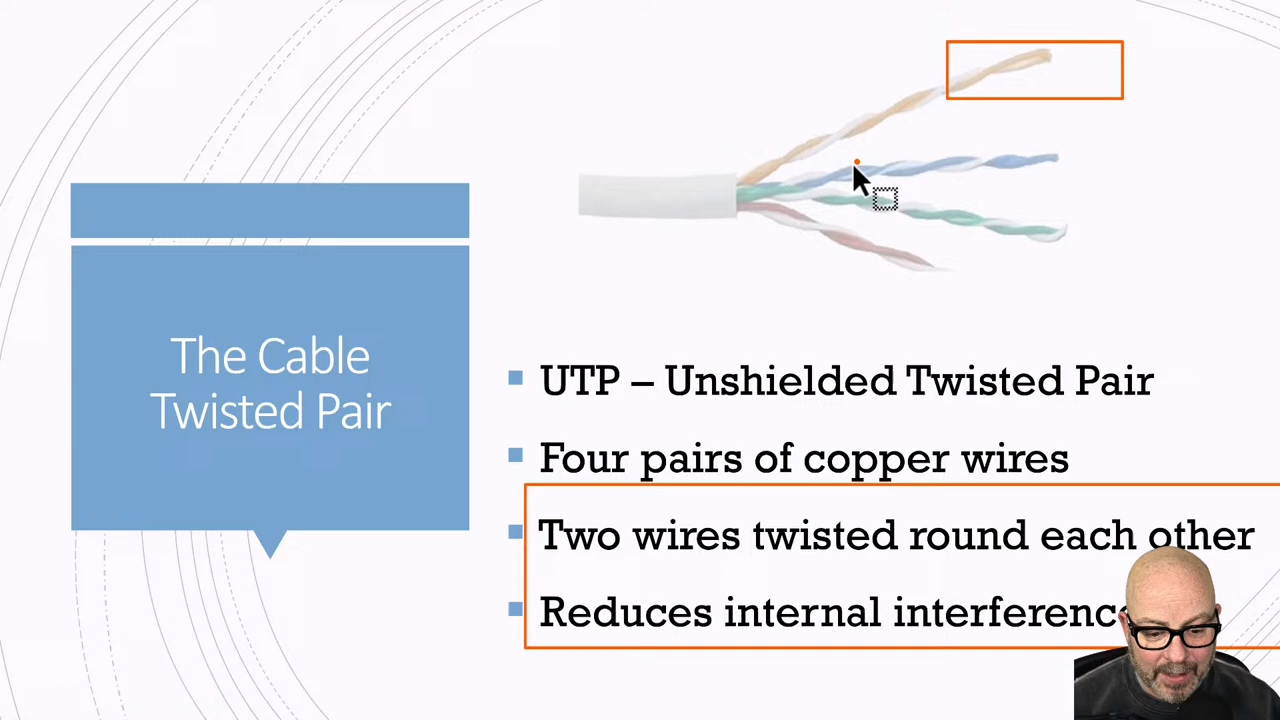 The Cable
Twisted Pair
UTP – Unshielded Twisted Pair
Four pairs of copper wires
Two wires twisted round each other
Reduces internal interference